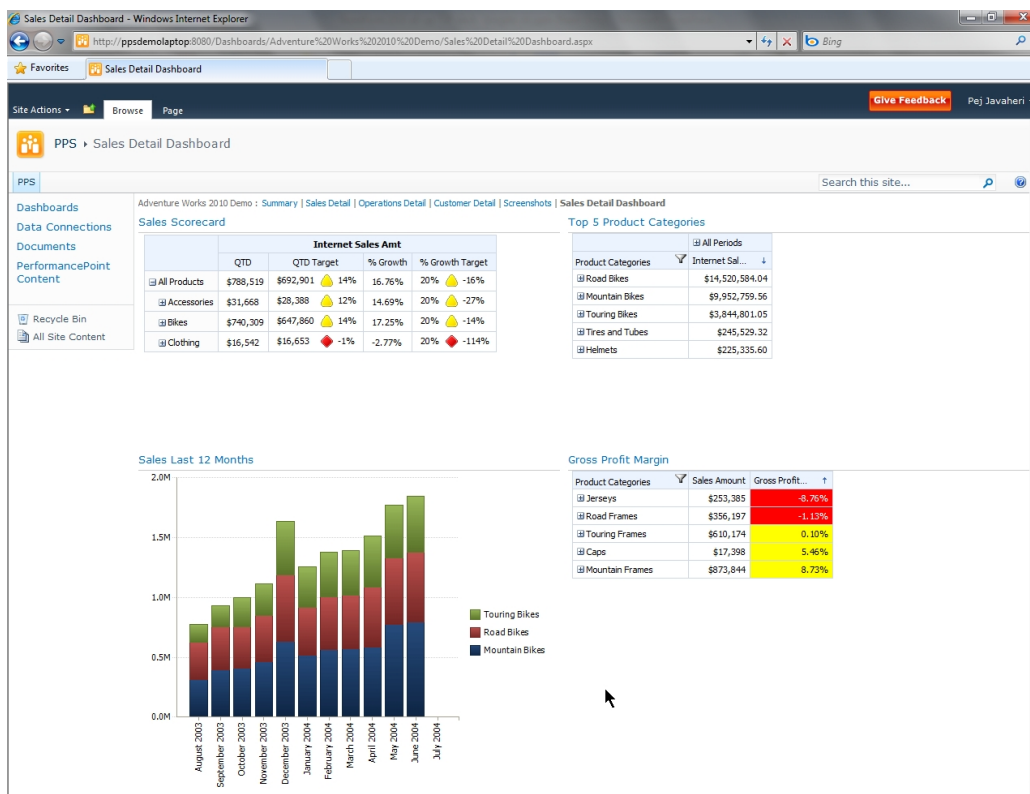 Sales Detail Dashboard - Windows Internet Explorer
http://ppsdemolaptop:8080/Dashboards/Adventure%20Works%202010%20Demo/Sales%20Detail%20Dashboard.aspx
Bing
Favorites
Sales Detail Dashboard
Site Actions
Browse
Page
Give Feedback
Pej Javaheri
PPS
Sales Detail Dashboard
PPS
Search this site...
Dashboards
Data Connections
Documents
PerformancePoint
Content
Recycle Bin
All Site Content
Adventure Works 2010 Demo : Summary | Sales Detail | Operations Detail | Customer Detail | Screenshots | Sales Detail Dashboard
Sales Scorecard
Internet Sales Amt
QTD QTD Target % Growth % Growth Target
All Products $788,519 $692,901 14% 16.76% 20% -16%
Accessories $31,668 $28,388 12% 14.69% 20% -27%
Bikes $740,309 $647,860 14% 17.25% 20% -14%
Clothing $16,542 $16,653 -1% -2.77% 20% -114%
Top 5 Product Categories
All Periods
Product Categories Internet Sal...
Road Bikes $14,520,584.04
Mountain Bikes $9,952,759.56
Touring Bikes $3,844,801.05
Tires and Tubes $245,529.32
Helmets $225,335.60
Sales Last 12 Months
2.0M
1.5M
1.0M
0.5M
0.0M
August 2003
September 2003
October 2003
November 2003
December 2003
January 2004
February 2004
March 2004
April 2004
May 2004
June 2004
July 2004
Touring Bikes
Road Bikes
Mountain Bikes
Gross Profit Margin
Product Categories Sales Amount Gross Profit...
Jerseys $253,385 -8.76%
Road Frames $356,197 -1.13%
Touring Frames $610,174 0.10%
Caps $17,398 5.46%
Mountain Frames $873,844 8.73%